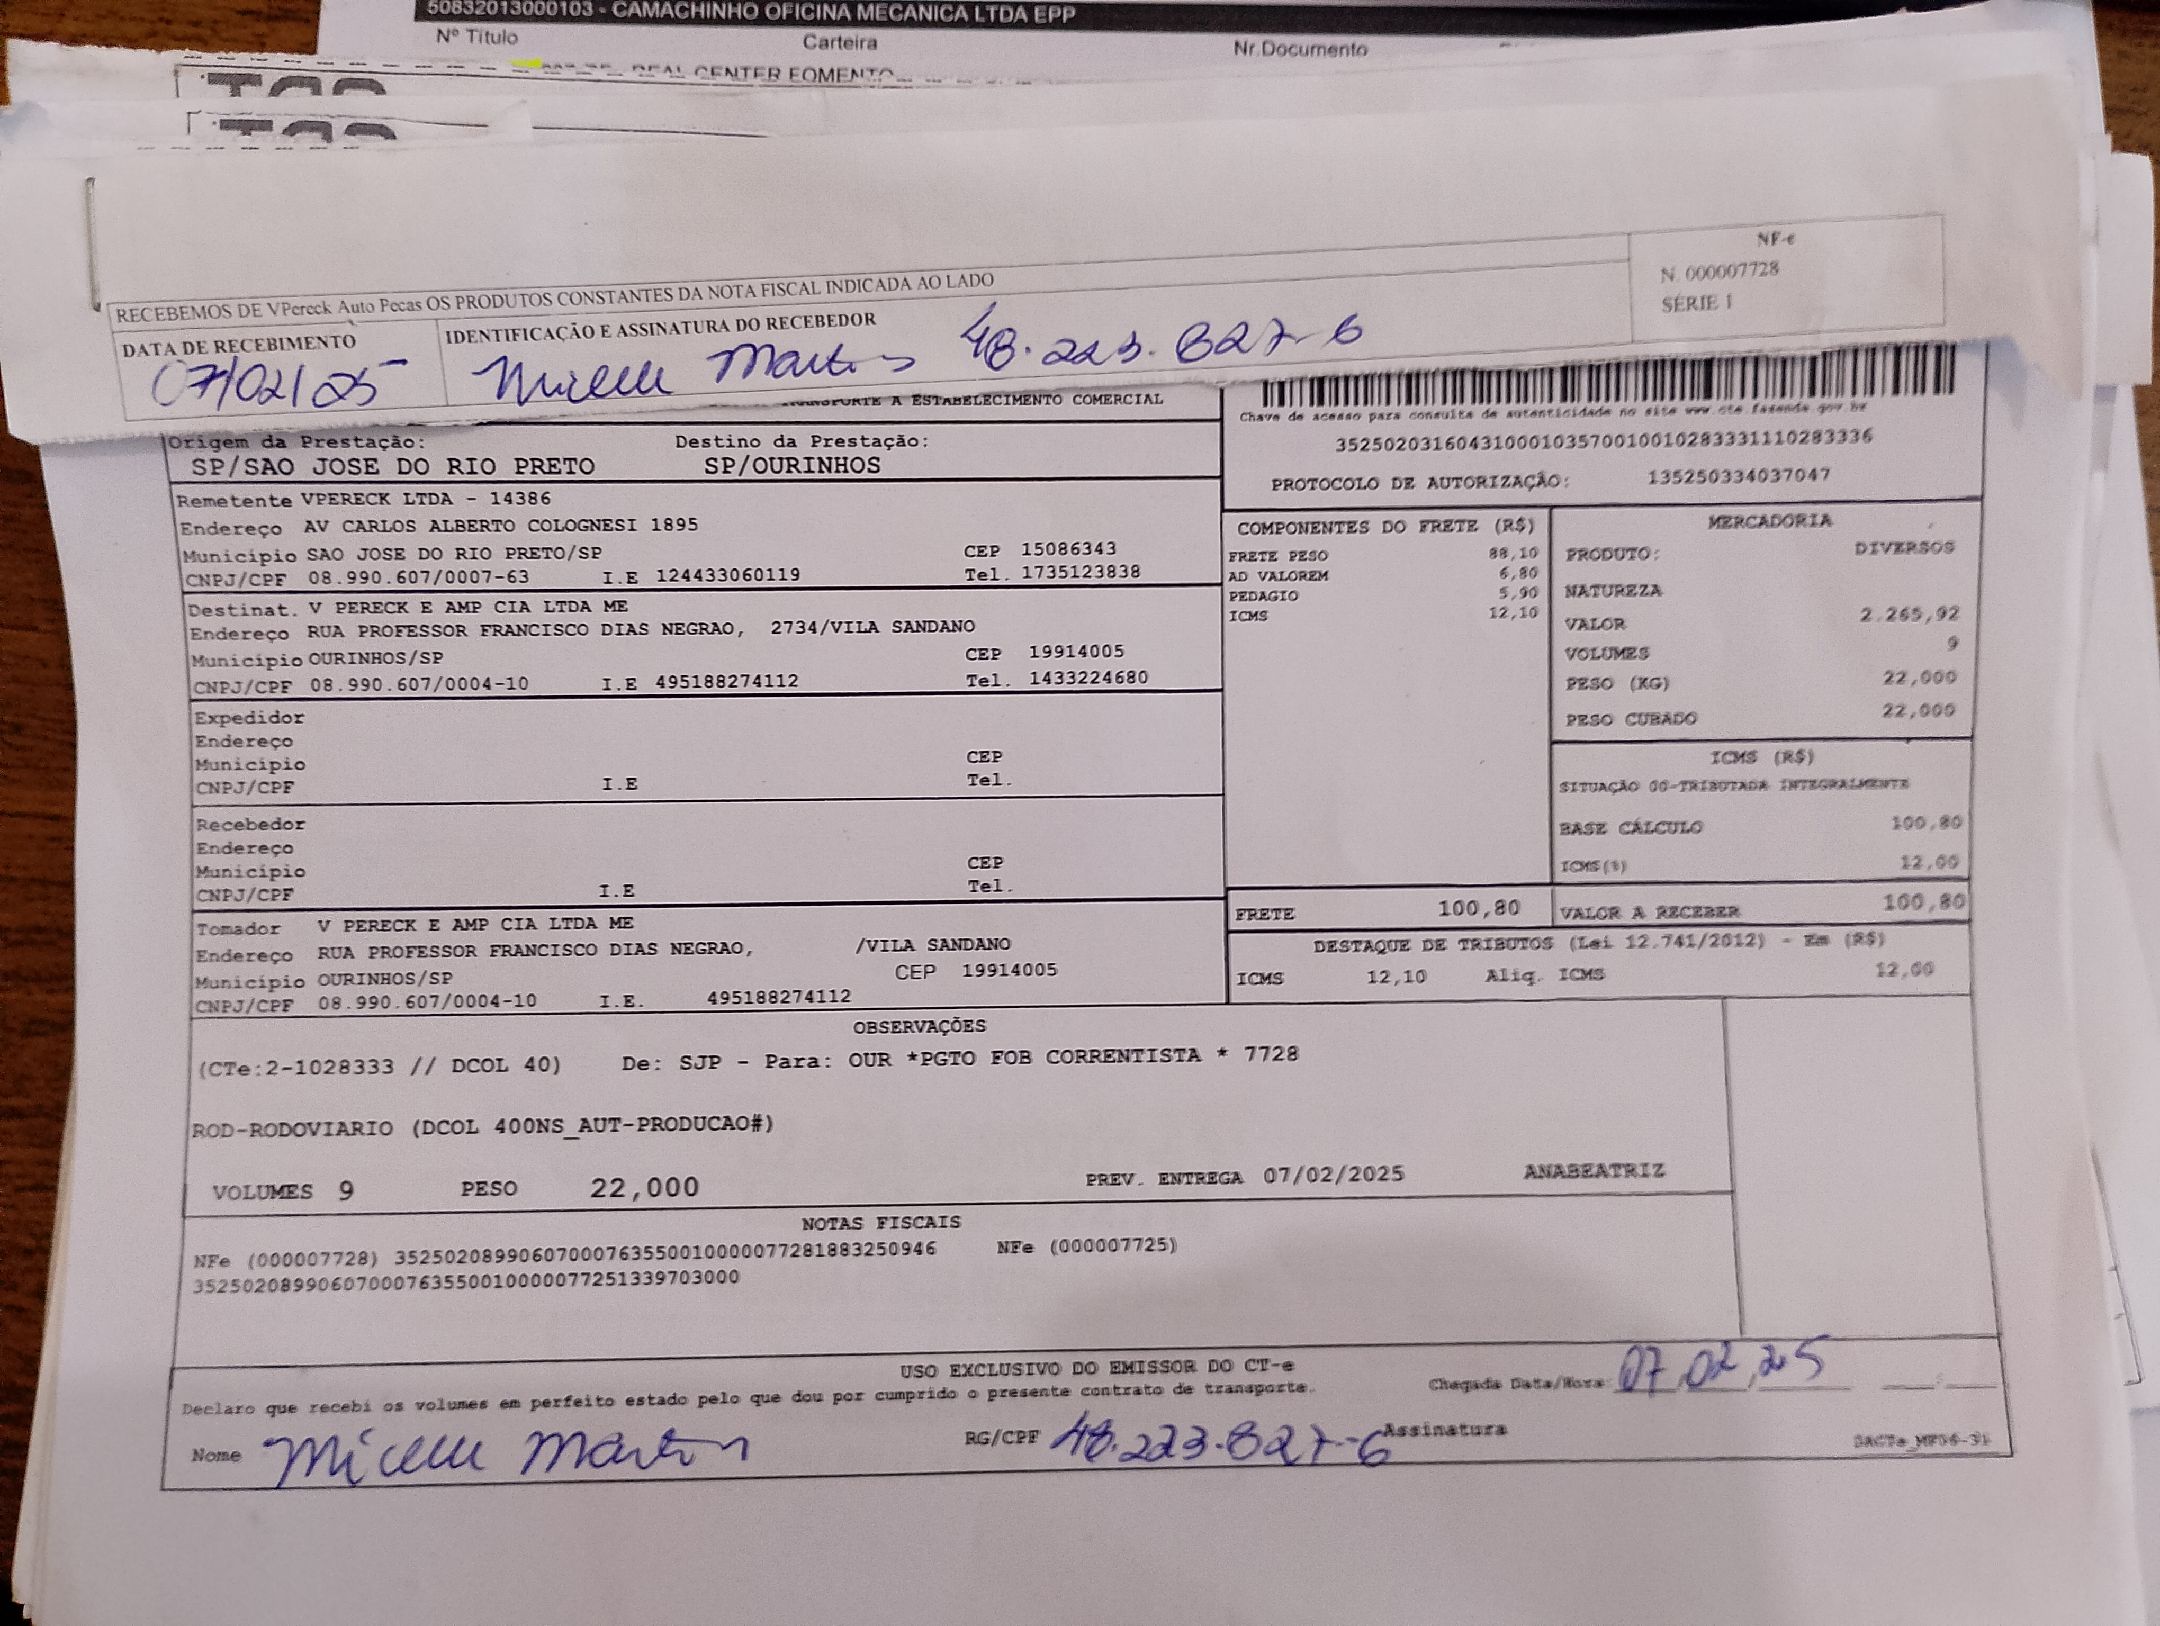 50832013000103 - CAMACHINHO OFICINA MECANICA LTDA EPP
Nº Título Carteira Nr.Documento
REAL CENTER FOMENTO
RECEBEMOS DE VPereck Auto Pecas OS PRODUTOS CONSTANTES DA NOTA FISCAL INDICADA AO LADO
NF-e
N. 000007728
SÉRIE 1
DATA DE RECEBIMENTO
07/02/25
IDENTIFICAÇÃO E ASSINATURA DO RECEBEDOR
48.223.827-6
A ESTABELECIMENTO COMERCIAL
Chave de acesso para consulta de autenticidade no site www.cte.fazenda.gov.br
35250203160431000103570010010283331110283336
PROTOCOLO DE AUTORIZAÇÃO: 135250334037047
Origem da Prestação: Destino da Prestação:
SP/SAO JOSE DO RIO PRETO SP/OURINHOS
Remetente VPERECK LTDA - 14386
Endereço AV CARLOS ALBERTO COLOGNESI 1895
Município SAO JOSE DO RIO PRETO/SP CEP 15086343
CNPJ/CPF 08.990.607/0007-63 I.E 124433060119 Tel. 1735123838
Destinat. V PERECK E AMP CIA LTDA ME
Endereço RUA PROFESSOR FRANCISCO DIAS NEGRAO, 2734/VILA SANDANO
Município OURINHOS/SP CEP 19914005
CNPJ/CPF 08.990.607/0004-10 I.E 495188274112 Tel. 1433224680
Expedidor
Endereço
Município CEP
CNPJ/CPF I.E Tel.
Recebedor
Endereço
Município CEP
CNPJ/CPF I.E Tel.
Tomador V PERECK E AMP CIA LTDA ME
Endereço RUA PROFESSOR FRANCISCO DIAS NEGRAO, /VILA SANDANO
Município OURINHOS/SP CEP 19914005
CNPJ/CPF 08.990.607/0004-10 I.E. 495188274112
COMPONENTES DO FRETE (R$)
FRETE PESO 88,10
AD VALOREM 6,80
PEDAGIO 5,90
ICMS 12,10
MERCADORIA
PRODUTO: DIVERSOS
NATUREZA
VALOR 2.265,92
VOLUMES 9
PESO (KG) 22,000
PESO CUBADO 22,000
ICMS (R$)
SITUAÇÃO 00-TRIBUTADA INTEGRALMENTE
BASE CÁLCULO 100,80
ICMS(%) 12,00
FRETE 100,80 VALOR A RECEBER 100,80
DESTAQUE DE TRIBUTOS (Lei 12.741/2012) - Em (R$)
ICMS 12,10 Aliq. ICMS 12,00
OBSERVAÇÕES
(CTe:2-1028333 // DCOL 40) De: SJP - Para: OUR *PGTO FOB CORRENTISTA * 7728
ROD-RODOVIARIO (DCOL 400NS_AUT-PRODUCAO#)
VOLUMES 9 PESO 22,000 PREV. ENTREGA 07/02/2025 ANABEATRIZ
NOTAS FISCAIS
NFe (000007728) 35250208990607000763550010000077281883250946 NFe (000007725)
35250208990607000763550010000077251339703000
USO EXCLUSIVO DO EMISSOR DO CT-e
Declaro que recebi os volumes em perfeito estado pelo que dou por cumprido o presente contrato de transporte.
Chegada Data/Hora: 07,02,25
Nome
RG/CPF 48.223.827-6 Assinatura